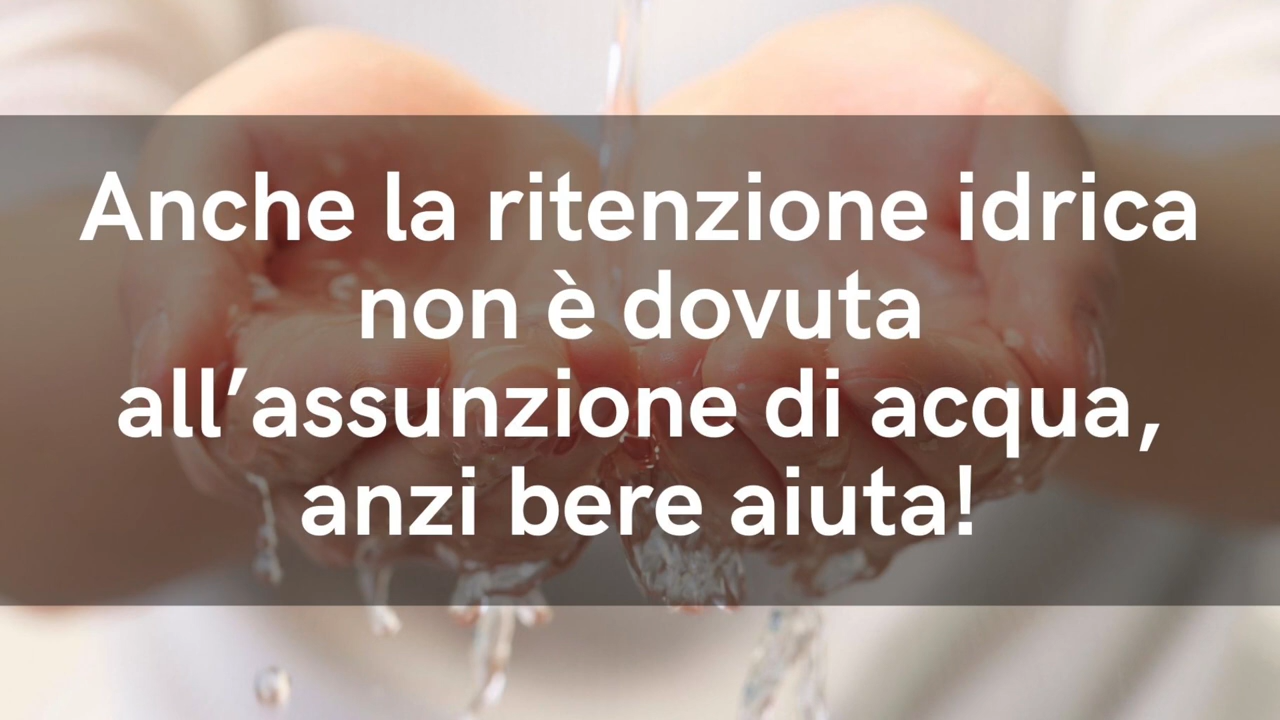 Anche la ritenzione idrica
non è dovuta
all’assunzione di acqua,
anzi bere aiuta!